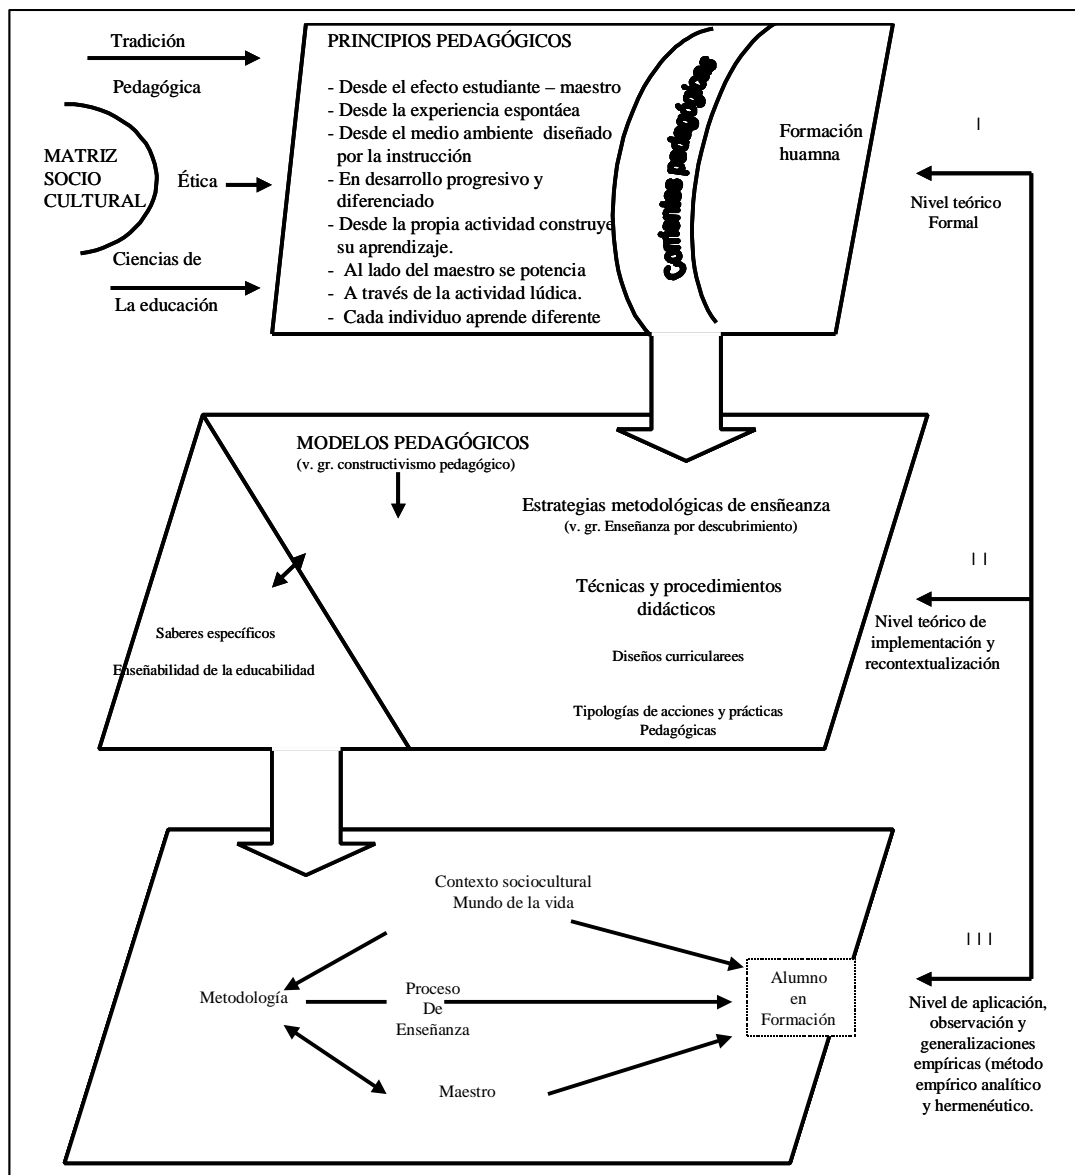 Tradición
Pedagógica
MATRIZ
SOCIO
CULTURAL
Ética
Ciencias de
La educación
PRINCIPIOS PEDAGÓGICOS
- Desde el efecto estudiante – maestro
- Desde la experiencia espontáea
- Desde el medio ambiente diseñado
por la instrucción
- En desarrollo progresivo y
diferenciado
- Desde la propia actividad construye
su aprendizaje.
- Al lado del maestro se potencia
- A través de la actividad lúdica.
- Cada individuo aprende diferente
Corrientes pedagógicas
Formación
huamna
I
Nivel teórico
Formal
MODELOS PEDAGÓGICOS
(v. gr. constructivismo pedagógico)
Estrategias metodológicas de ensñeanza
(v. gr. Enseñanza por descubrimiento)
Técnicas y procedimientos
didácticos
Diseños curricularees
Tipologías de acciones y prácticas
Pedagógicas
Saberes específicos
Enseñabilidad de la educabilidad
I I
Nivel teórico de
implementación y
recontextualización
Contexto sociocultural
Mundo de la vida
Metodología
Proceso
De
Enseñanza
Maestro
Alumno
en
Formación
I I I
Nivel de aplicación,
observación y
generalizaciones
empíricas (método
empírico analítico
y hermenéutico.